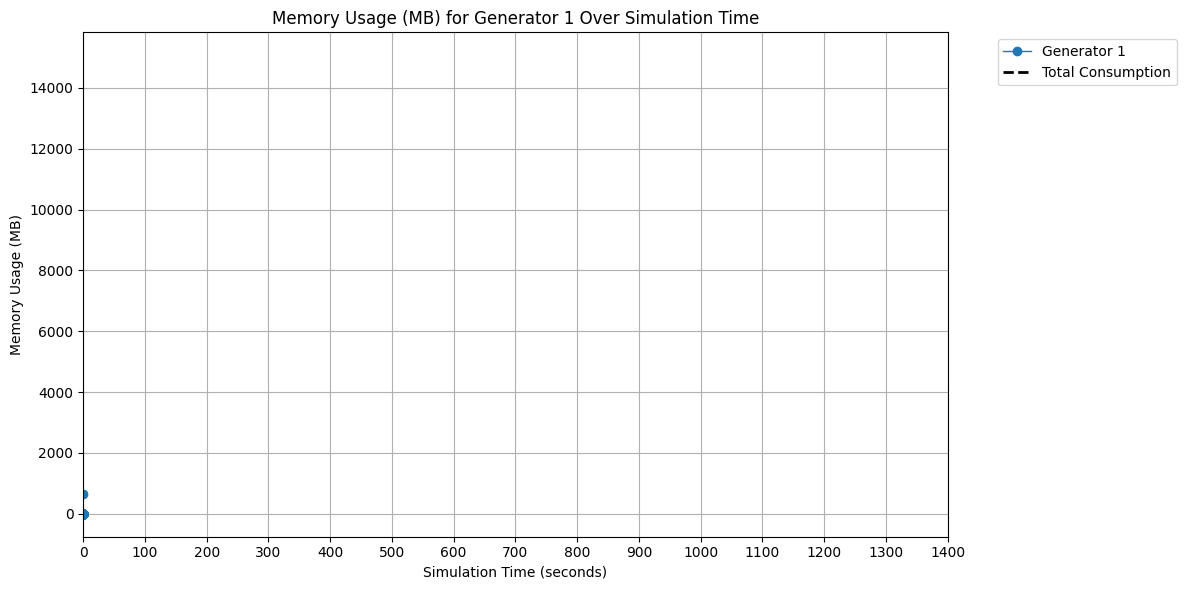 Memory Usage (MB) for Generator 1 Over Simulation Time
Generator 1
Total Consumption
Memory Usage (MB)
14000
12000
10000
8000
6000
4000
2000
0
0 100 200 300 400 500 600 700 800 900 1000 1100 1200 1300 1400
Simulation Time (seconds)